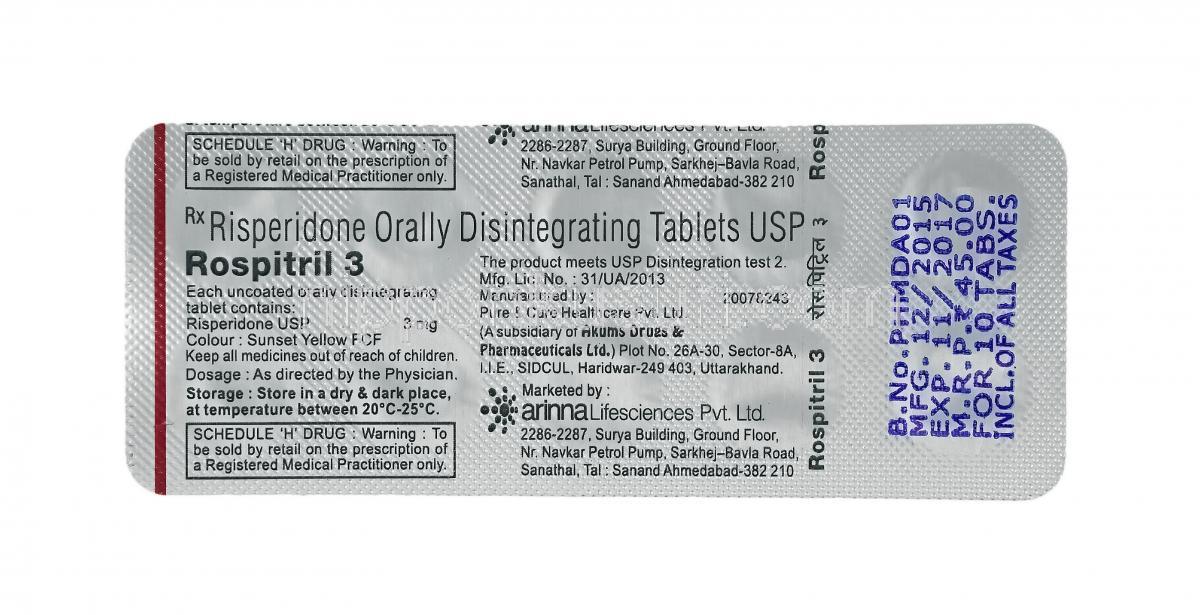 SCHEDULE 'H' DRUG : Warning : To
be sold by retail on the prescription of
a Registered Medical Practitioner only.
arinna Lifesciences Pvt. Ltd.
2286-2287, Surya Building, Ground Floor,
Nr. Navkar Petrol Pump, Sarkhej–Bavla Road,
Sanathal, Tal : Sanand Ahmedabad-382 210
Rx Risperidone Orally Disintegrating Tablets USP
Rospitril 3
Each uncoated orally disintegrating
tablet contains:
Risperidone USP 3 mg
Colour : Sunset Yellow FCF
Keep all medicines out of reach of children.
Dosage : As directed by the Physician.
Storage : Store in a dry & dark place,
at temperature between 20°C-25°C.
SCHEDULE 'H' DRUG : Warning : To
be sold by retail on the prescription of
a Registered Medical Practitioner only.
The product meets USP Disintegration test 2.
Mfg. Lic. No. : 31/UA/2013
Manufactured by : 20078243
Pure & Cure Healthcare Pvt. Ltd.
(A subsidiary of Akums Drugs &
Pharmaceuticals Ltd.) Plot No. 26A-30, Sector-8A,
I.I.E., SIDCUL, Haridwar-249 403, Uttarakhand.
Marketed by :
arinna Lifesciences Pvt. Ltd.
2286-2287, Surya Building, Ground Floor,
Nr. Navkar Petrol Pump, Sarkhej–Bavla Road,
Sanathal, Tal : Sanand Ahmedabad-382 210
Rosp
Rospitril 3 रोसपिट्रिल 3
B.No.PHMDA01
MFG. 12/2015
EXP. 11/2017
M.R.P.₹45.00
FOR 10 TABS.
INCL.OF ALL TAXES